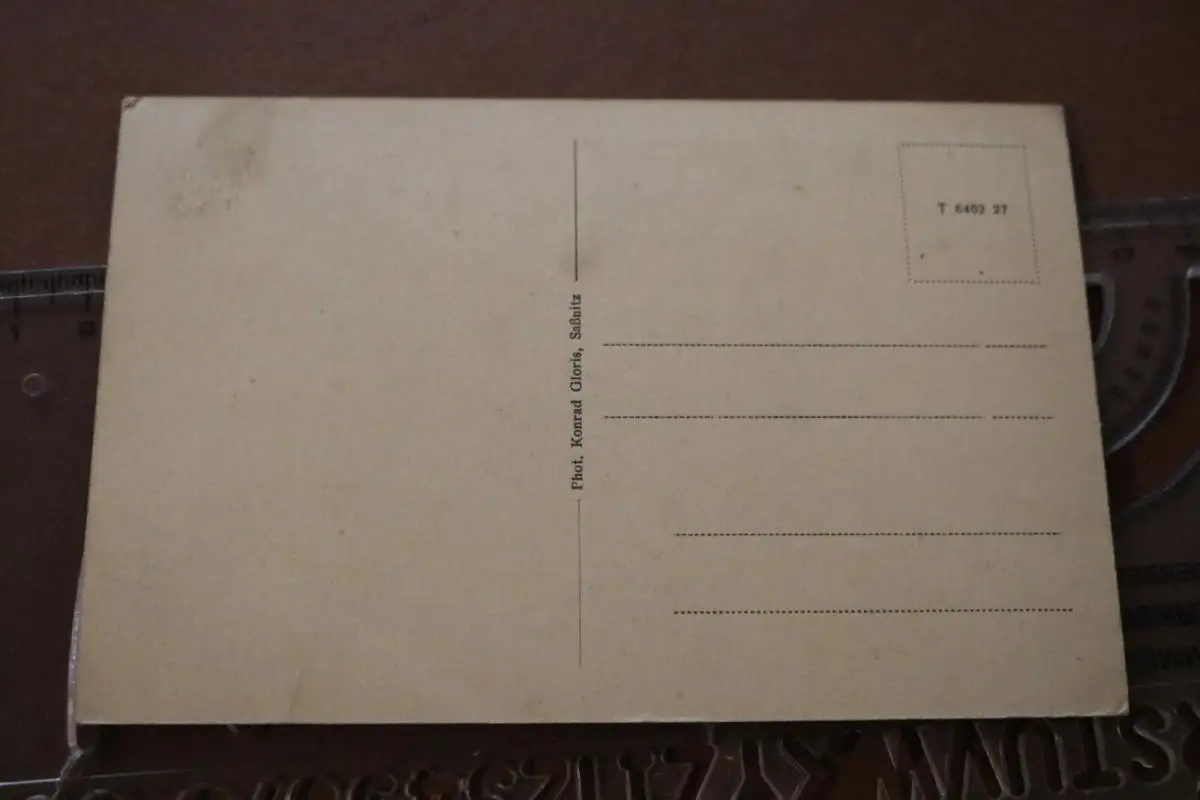 T 6403 27
Phot. Konrad Gloris, Saßnitz